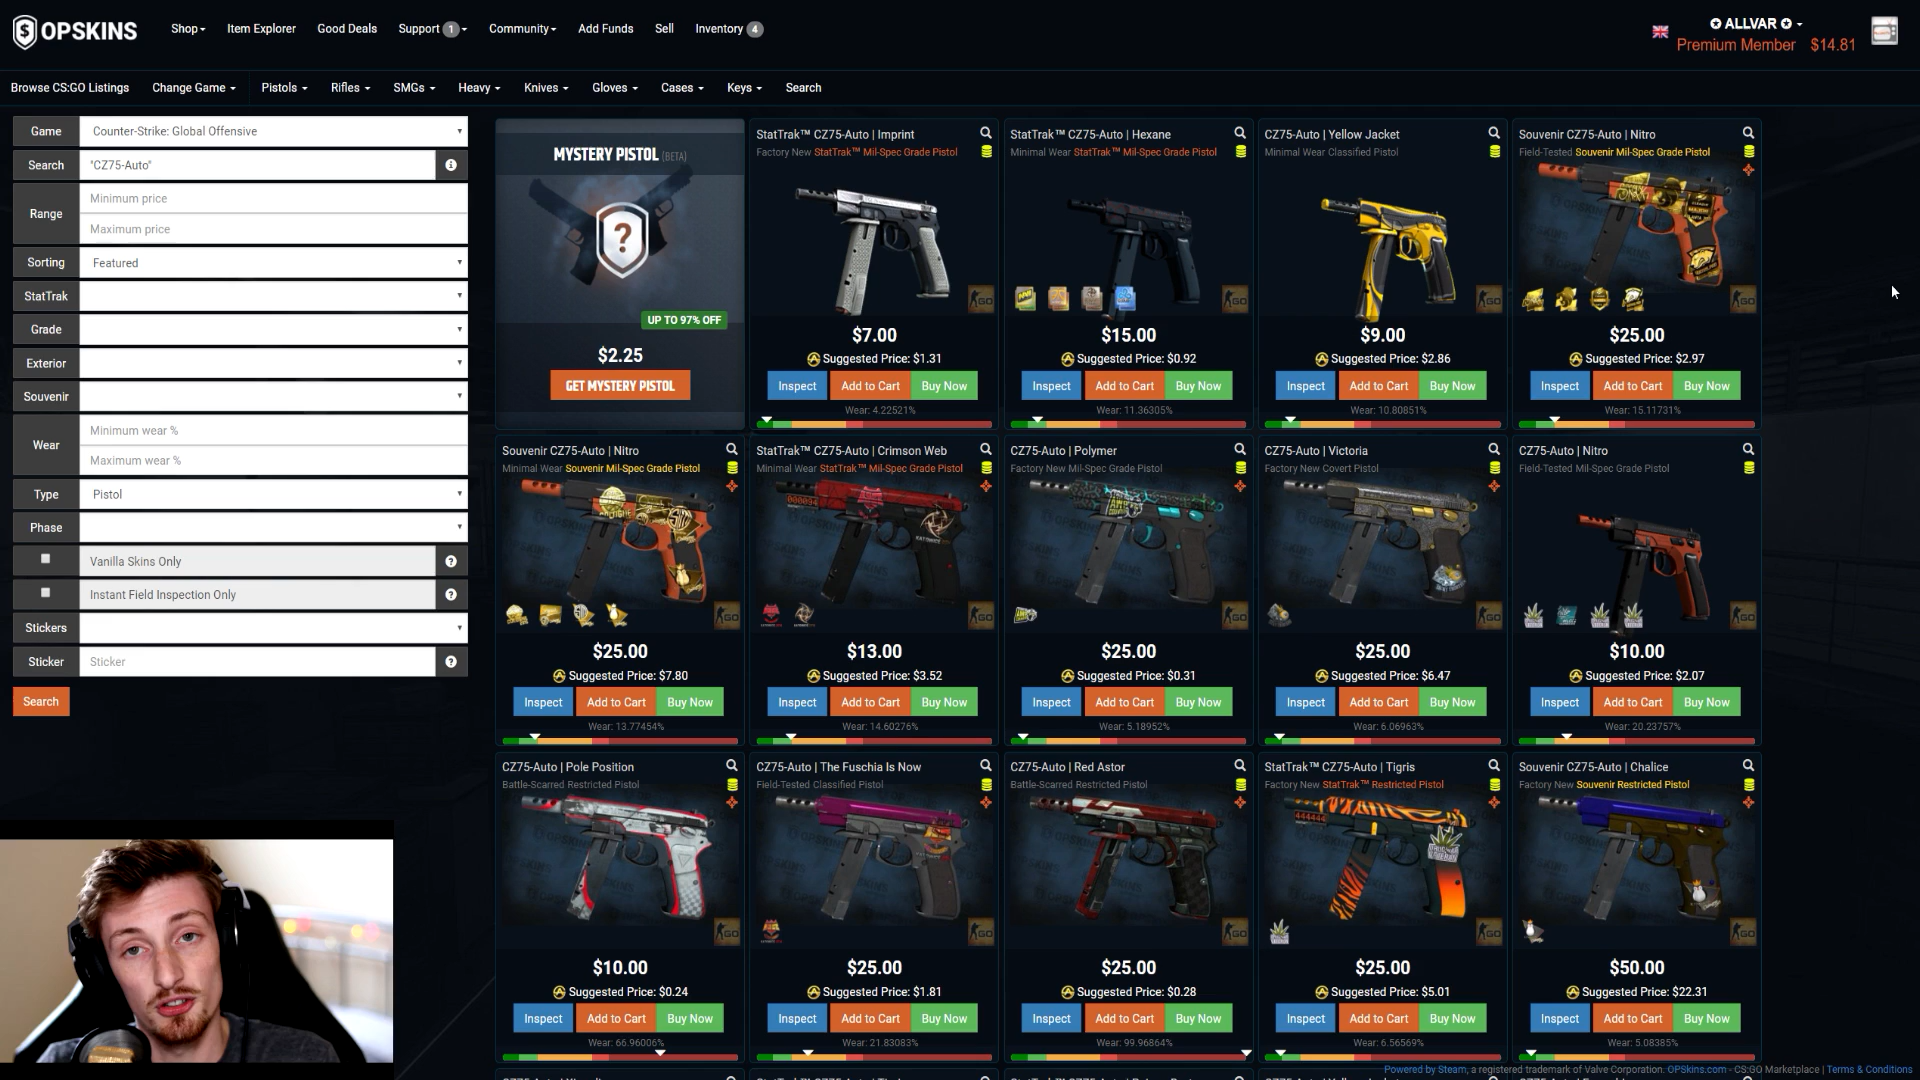 OPSKINS
Shop Item Explorer Good Deals Support 1 Community Add Funds Sell Inventory 4
✪ ALLVAR ✪
Premium Member $14.81
Browse CS:GO Listings Change Game Pistols Rifles SMGs Heavy Knives Gloves Cases Keys Search
Game Counter-Strike: Global Offensive
Search "CZ75-Auto"
Range Minimum price
Maximum price
Sorting Featured
StatTrak
Grade
Exterior
Souvenir
Wear Minimum wear %
Maximum wear %
Type Pistol
Phase
Vanilla Skins Only
Instant Field Inspection Only
Stickers
Sticker Sticker
Search
MYSTERY PISTOL (BETA)
?
UP TO 97% OFF
$2.25
GET MYSTERY PISTOL
StatTrak™ CZ75-Auto | Imprint
Factory New StatTrak™ Mil-Spec Grade Pistol
$7.00
Suggested Price: $1.31
Inspect Add to Cart Buy Now
Wear: 4.22521%
StatTrak™ CZ75-Auto | Hexane
Minimal Wear StatTrak™ Mil-Spec Grade Pistol
$15.00
Suggested Price: $0.92
Inspect Add to Cart Buy Now
Wear: 11.36305%
CZ75-Auto | Yellow Jacket
Minimal Wear Classified Pistol
$9.00
Suggested Price: $2.86
Inspect Add to Cart Buy Now
Wear: 10.80851%
Souvenir CZ75-Auto | Nitro
Field-Tested Souvenir Mil-Spec Grade Pistol
$25.00
Suggested Price: $2.97
Inspect Add to Cart Buy Now
Wear: 15.11731%
Souvenir CZ75-Auto | Nitro
Minimal Wear Souvenir Mil-Spec Grade Pistol
$25.00
Suggested Price: $7.80
Inspect Add to Cart Buy Now
Wear: 13.77454%
StatTrak™ CZ75-Auto | Crimson Web
Minimal Wear StatTrak™ Mil-Spec Grade Pistol
$13.00
Suggested Price: $3.52
Inspect Add to Cart Buy Now
Wear: 14.60276%
CZ75-Auto | Polymer
Factory New Mil-Spec Grade Pistol
$25.00
Suggested Price: $0.31
Inspect Add to Cart Buy Now
Wear: 5.18952%
CZ75-Auto | Victoria
Factory New Covert Pistol
$25.00
Suggested Price: $6.47
Inspect Add to Cart Buy Now
Wear: 6.06963%
CZ75-Auto | Nitro
Field-Tested Mil-Spec Grade Pistol
$10.00
Suggested Price: $2.07
Inspect Add to Cart Buy Now
Wear: 20.23757%
CZ75-Auto | Pole Position
Battle-Scarred Restricted Pistol
$10.00
Suggested Price: $0.24
Inspect Add to Cart Buy Now
Wear: 66.96006%
CZ75-Auto | The Fuschia Is Now
Field-Tested Classified Pistol
$25.00
Suggested Price: $1.81
Inspect Add to Cart Buy Now
Wear: 21.83083%
CZ75-Auto | Red Astor
Battle-Scarred Restricted Pistol
$25.00
Suggested Price: $0.28
Inspect Add to Cart Buy Now
Wear: 99.96864%
StatTrak™ CZ75-Auto | Tigris
Factory New StatTrak™ Restricted Pistol
444444
$25.00
Suggested Price: $5.01
Inspect Add to Cart Buy Now
Wear: 6.56569%
Souvenir CZ75-Auto | Chalice
Factory New Souvenir Restricted Pistol
$50.00
Suggested Price: $22.31
Inspect Add to Cart Buy Now
Wear: 5.08385%
Powered by Steam, a registered trademark of Valve Corporation. OPSkins.com - CS:GO Marketplace | Terms & Conditions